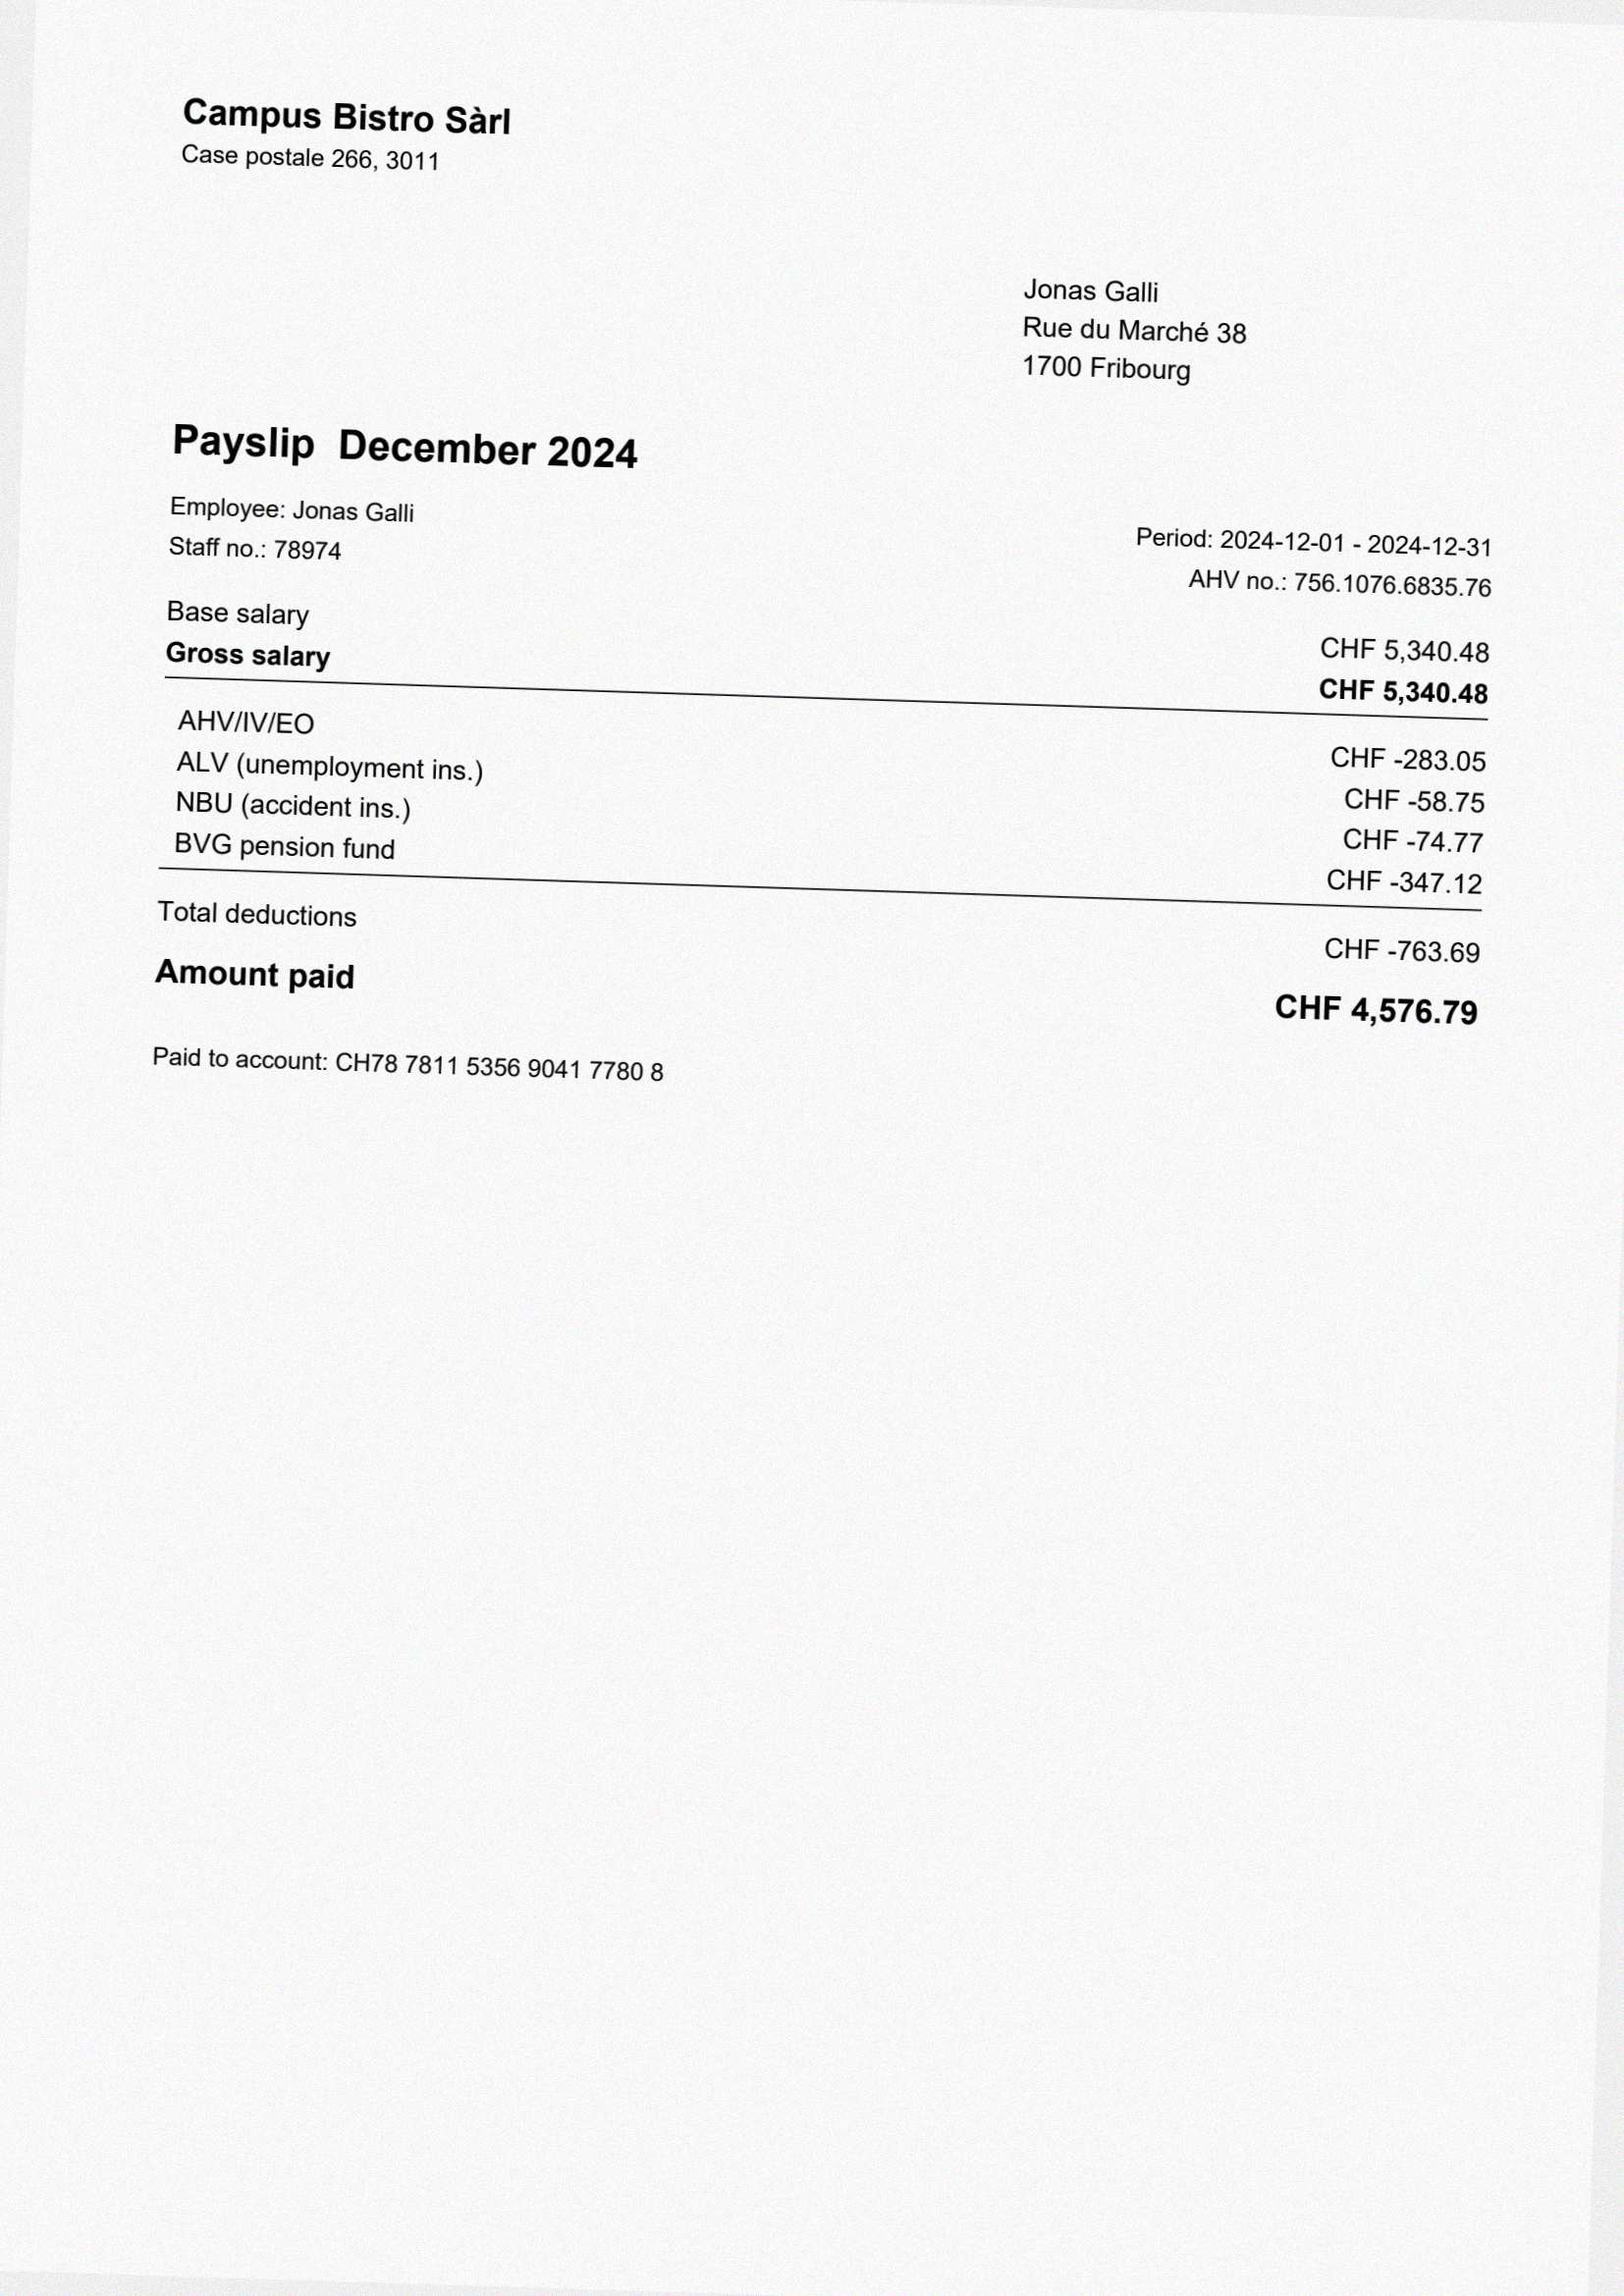 Campus Bistro Sàrl
Case postale 266, 3011
Jonas Galli
Rue du Marché 38
1700 Fribourg
Payslip December 2024
Employee: Jonas Galli
Period: 2024-12-01 - 2024-12-31
Staff no.: 78974
AHV no.: 756.1076.6835.76
Base salary CHF 5,340.48
Gross salary CHF 5,340.48
AHV/IV/EO CHF -283.05
ALV (unemployment ins.) CHF -58.75
NBU (accident ins.) CHF -74.77
BVG pension fund CHF -347.12
Total deductions CHF -763.69
Amount paid CHF 4,576.79
Paid to account: CH78 7811 5356 9041 7780 8